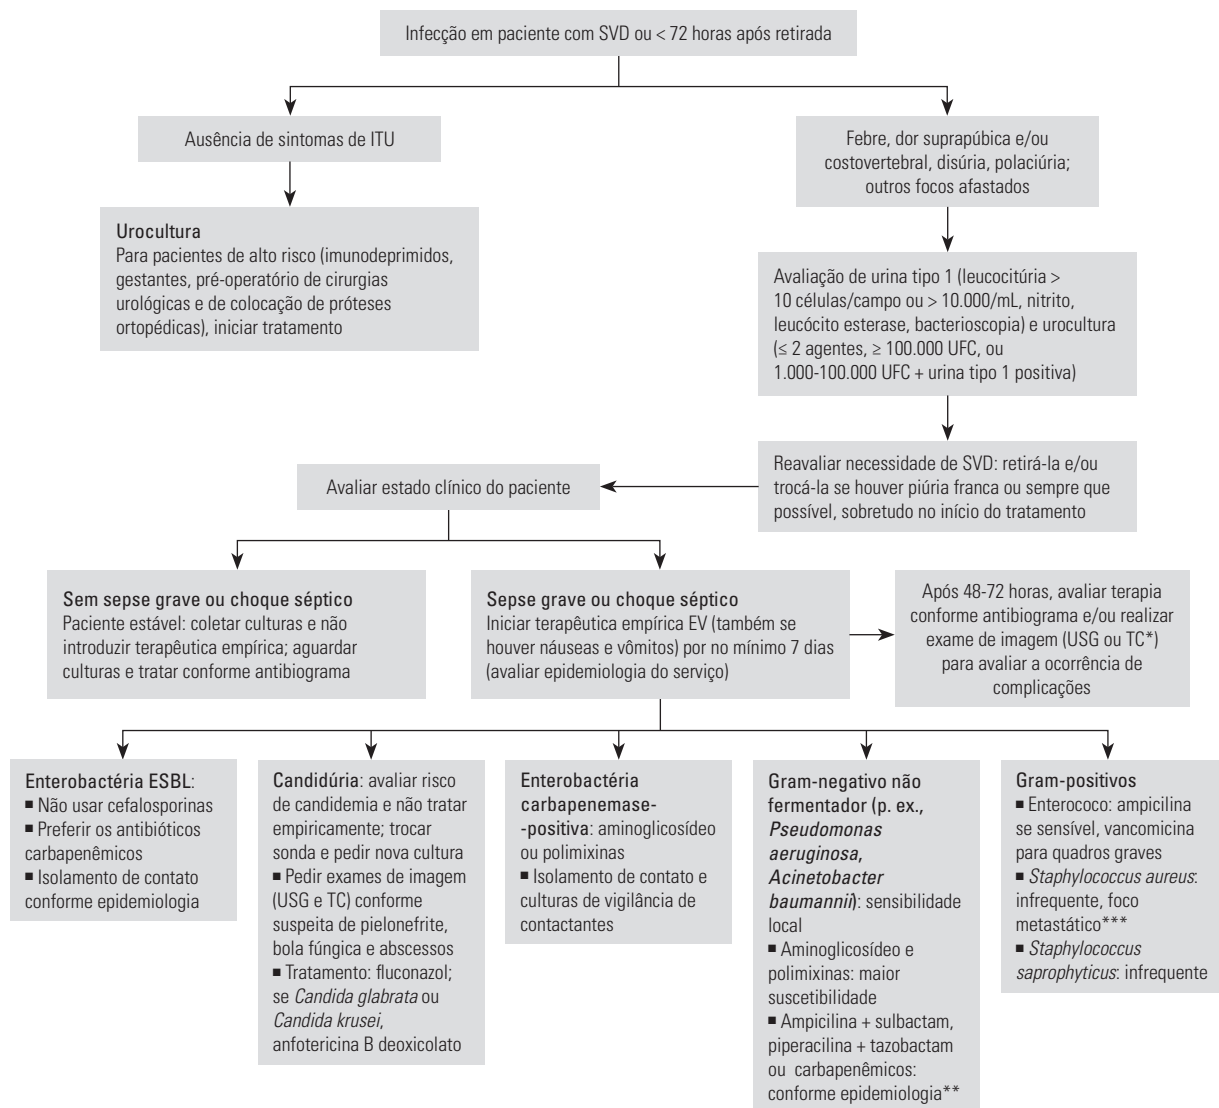 Infecção em paciente com SVD ou < 72 horas após retirada
Ausência de sintomas de ITU
Urocultura
Para pacientes de alto risco (imunodeprimidos,
gestantes, pré-operatório de cirurgias
urológicas e de colocação de próteses
ortopédicas), iniciar tratamento
Febre, dor suprapúbica e/ou
costovertebral, disúria, polaciúria;
outros focos afastados
Avaliação de urina tipo 1 (leucocitúria >
10 células/campo ou > 10.000/mL, nitrito,
leucócito esterase, bacterioscopia) e urocultura
(≤ 2 agentes, ≥ 100.000 UFC, ou
1.000-100.000 UFC + urina tipo 1 positiva)
Reavaliar necessidade de SVD: retirá-la e/ou
trocá-la se houver piúria franca ou sempre que
possível, sobretudo no início do tratamento
Avaliar estado clínico do paciente
Sem sepse grave ou choque séptico
Paciente estável: coletar culturas e não
introduzir terapêutica empírica; aguardar
culturas e tratar conforme antibiograma
Sepse grave ou choque séptico
Iniciar terapêutica empírica EV (também se
houver náuseas e vômitos) por no mínimo 7 dias
(avaliar epidemiologia do serviço)
Após 48-72 horas, avaliar terapia
conforme antibiograma e/ou realizar
exame de imagem (USG ou TC*)
para avaliar a ocorrência de
complicações
Enterobactéria ESBL:
■ Não usar cefalosporinas
■ Preferir os antibióticos
carbapenêmicos
■ Isolamento de contato
conforme epidemiologia
Candidúria: avaliar risco
de candidemia e não tratar
empiricamente; trocar
sonda e pedir nova cultura
■ Pedir exames de imagem
(USG e TC) conforme
suspeita de pielonefrite,
bola fúngica e abscessos
■ Tratamento: fluconazol;
se Candida glabrata ou
Candida krusei,
anfotericina B deoxicolato
Enterobactéria
carbapenemase-
-positiva: aminoglicosídeo
ou polimixinas
■ Isolamento de contato e
culturas de vigilância de
contactantes
Gram-negativo não
fermentador (p. ex.,
Pseudomonas
aeruginosa,
Acinetobacter
baumannii): sensibilidade
local
■ Aminoglicosídeo e
polimixinas: maior
suscetibilidade
■ Ampicilina + sulbactam,
piperacilina + tazobactam
ou carbapenêmicos:
conforme epidemiologia**
Gram-positivos
■ Enterococo: ampicilina
se sensível, vancomicina
para quadros graves
■ Staphylococcus aureus:
infrequente, foco
metastático***
■ Staphylococcus
saprophyticus: infrequente